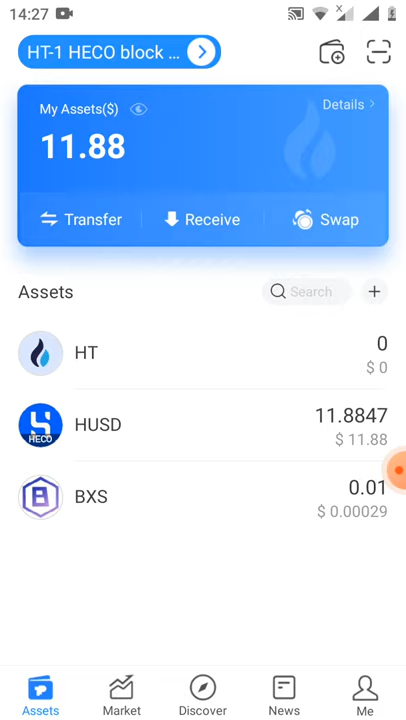 14:27
HT-1 HECO block ...
My Assets($)
Details
11.88
Transfer
Receive
Swap
Assets
Search
HT
0
$ 0
HECO
HUSD
11.8847
$ 11.88
BXS
0.01
$ 0.00029
Assets
Market
Discover
News
Me